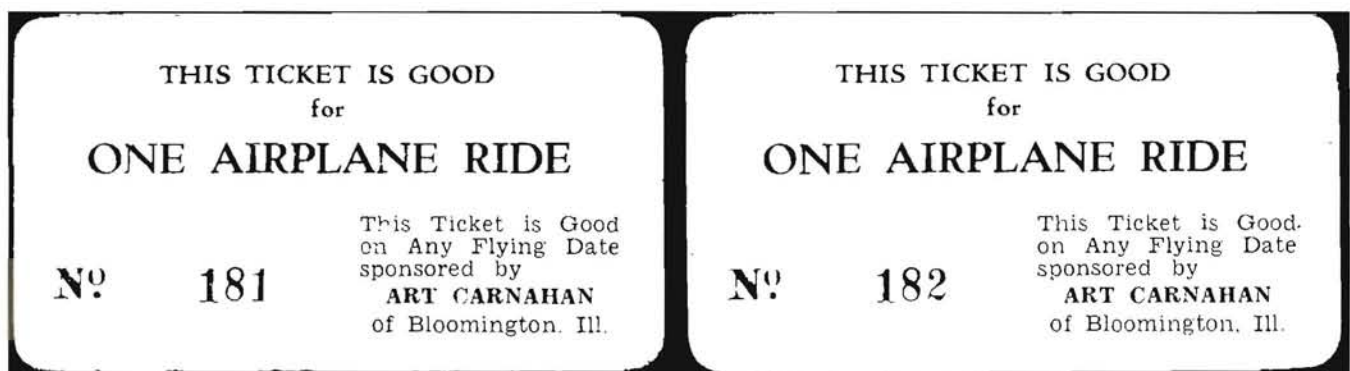 THIS TICKET IS GOOD
for
ONE AIRPLANE RIDE
This Ticket is Good
on Any Flying Date
sponsored by
ART CARNAHAN
of Bloomington. Ill.
Nº 181
THIS TICKET IS GOOD
for
ONE AIRPLANE RIDE
This Ticket is Good.
on Any Flying Date
sponsored by
ART CARNAHAN
of Bloomington, Ill.
Nº 182